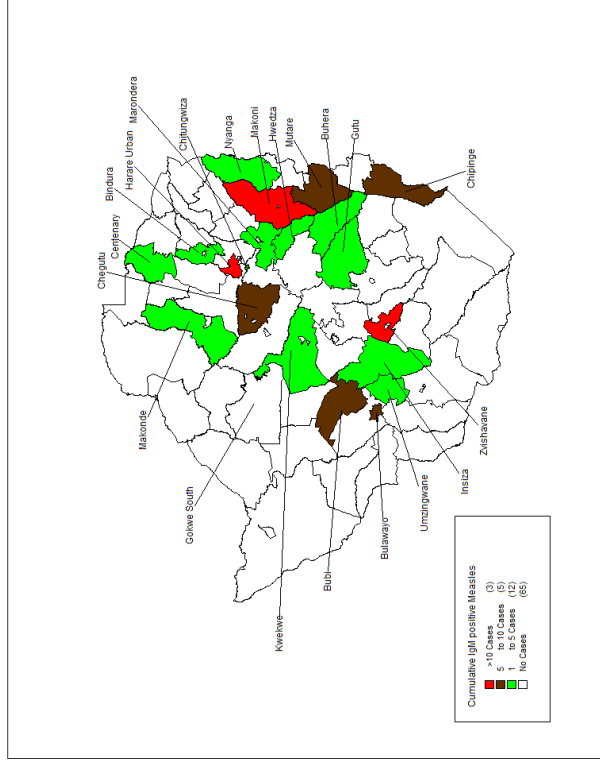 Marondera
Chitungwiza
Nyanga
Makoni
Hwedza
Mutare
Buhera
Gutu
Chipinge
Harare Urban
Bindura
Centenary
Chegutu
Makonde
Gokwe South
Kwekwe
Bubi
Bulawayo
Umzingwane
Insiza
Zvishavane
Cumulative IgM positive Measles
>10 Cases (3)
5 to 10 Cases (5)
1 to 5 Cases (12)
No Cases (65)